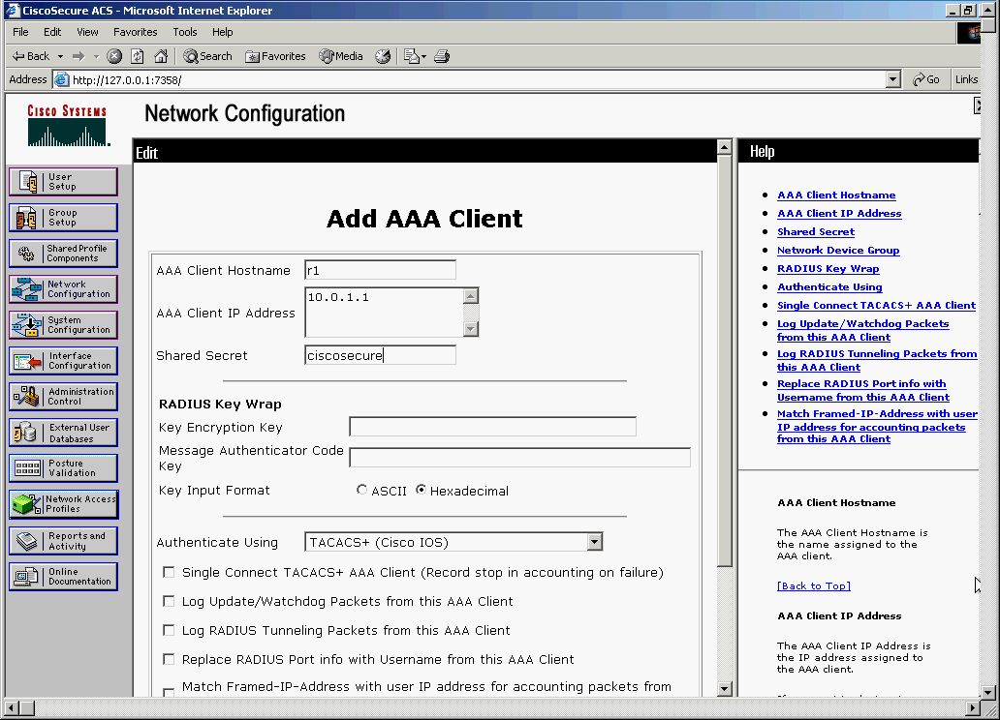 CiscoSecure ACS - Microsoft Internet Explorer
File Edit View Favorites Tools Help
Back Search Favorites Media
Address http://127.0.0.1:7358/ Go Links
CISCO SYSTEMS
Network Configuration
User
Setup
Group
Setup
Shared Profile
Components
Network
Configuration
System
Configuration
Interface
Configuration
Administration
Control
External User
Databases
Posture
Validation
Network Access
Profiles
Reports and
Activity
Online
Documentation
Edit
Add AAA Client
AAA Client Hostname r1
AAA Client IP Address 10.0.1.1
Shared Secret ciscosecure
RADIUS Key Wrap
Key Encryption Key
Message Authenticator Code
Key
Key Input Format ASCII Hexadecimal
Authenticate Using TACACS+ (Cisco IOS)
Single Connect TACACS+ AAA Client (Record stop in accounting on failure)
Log Update/Watchdog Packets from this AAA Client
Log RADIUS Tunneling Packets from this AAA Client
Replace RADIUS Port info with Username from this AAA Client
Match Framed-IP-Address with user IP address for accounting packets from
Help
AAA Client Hostname
AAA Client IP Address
Shared Secret
Network Device Group
RADIUS Key Wrap
Authenticate Using
Single Connect TACACS+ AAA Client
Log Update/Watchdog Packets
from this AAA Client
Log RADIUS Tunneling Packets from
this AAA Client
Replace RADIUS Port info with
Username from this AAA Client
Match Framed-IP-Address with user
IP address for accounting packets
from this AAA Client
AAA Client Hostname
The AAA Client Hostname is
the name assigned to the
AAA client.
[Back to Top]
AAA Client IP Address
The AAA Client IP Address is
the IP address assigned to
the AAA client.